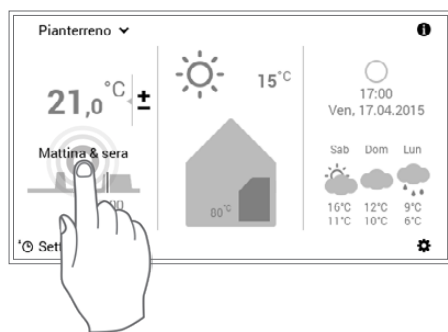 Pianterreno
15°C
21,0°C ±
17:00
Ven, 17.04.2015
Mattina & sera
Sab Dom Lun
80°C
16°C 12°C 9°C
11°C 10°C 6°C